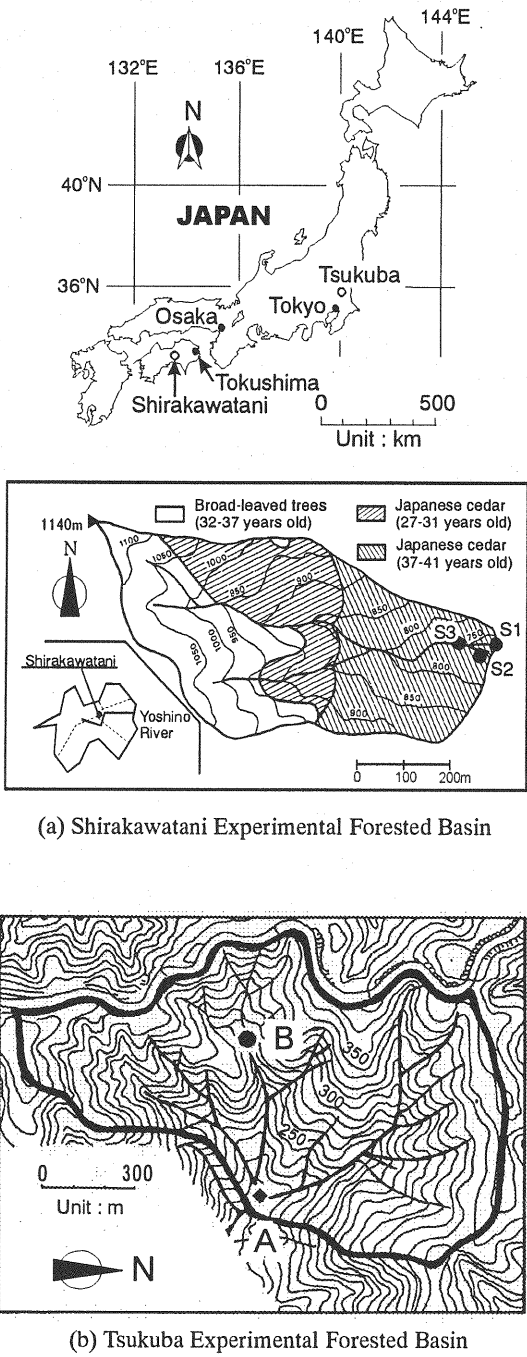 144°E
140°E
132°E 136°E
N
40°N
JAPAN
36°N
Tsukuba
Osaka Tokyo
Tokushima
Shirakawatani
0 500
Unit : km
1140m
Broad-leaved trees
(32-37 years old)
Japanese cedar
(27-31 years old)
Japanese cedar
(37-41 years old)
N
1100
1050
1000
950
1000
1050
1000
900
850
850
800
750
800
850
900
S3 S1
S2
Shirakawatani
Yoshino
River
0 100 200m
(a) Shirakawatani Experimental Forested Basin
B
350
300
250
0 300
Unit : m
A
N
(b) Tsukuba Experimental Forested Basin